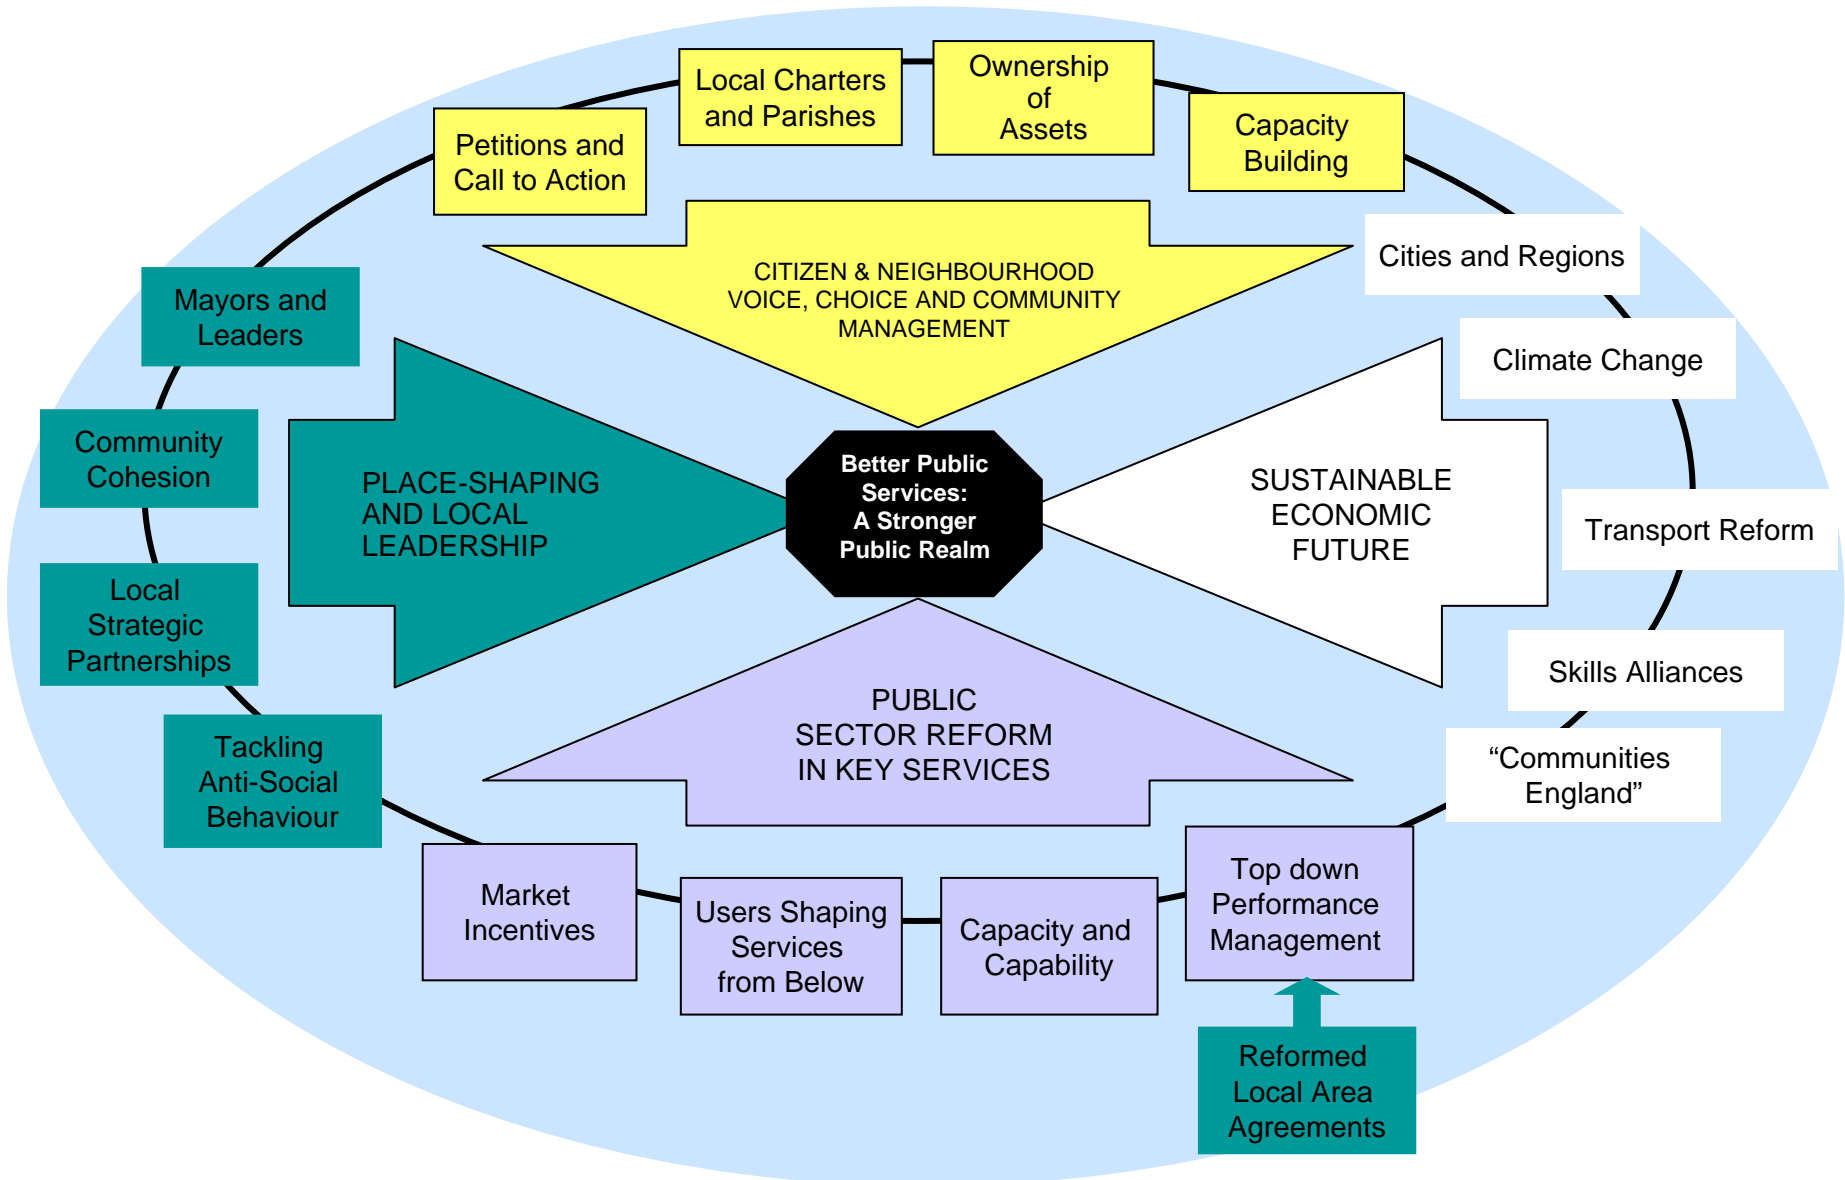 Local Charters
and Parishes
Ownership
of
Assets
Petitions and
Call to Action
Capacity
Building
CITIZEN & NEIGHBOURHOOD
VOICE, CHOICE AND COMMUNITY
MANAGEMENT
Cities and Regions
Mayors and
Leaders
Climate Change
Community
Cohesion
PLACE-SHAPING
AND LOCAL
LEADERSHIP
Better Public
Services:
A Stronger
Public Realm
SUSTAINABLE
ECONOMIC
FUTURE
Transport Reform
Local
Strategic
Partnerships
Skills Alliances
PUBLIC
SECTOR REFORM
IN KEY SERVICES
Tackling
Anti-Social
Behaviour
“Communities
England”
Market
Incentives
Users Shaping
Services
from Below
Capacity and
Capability
Top down
Performance
Management
Reformed
Local Area
Agreements